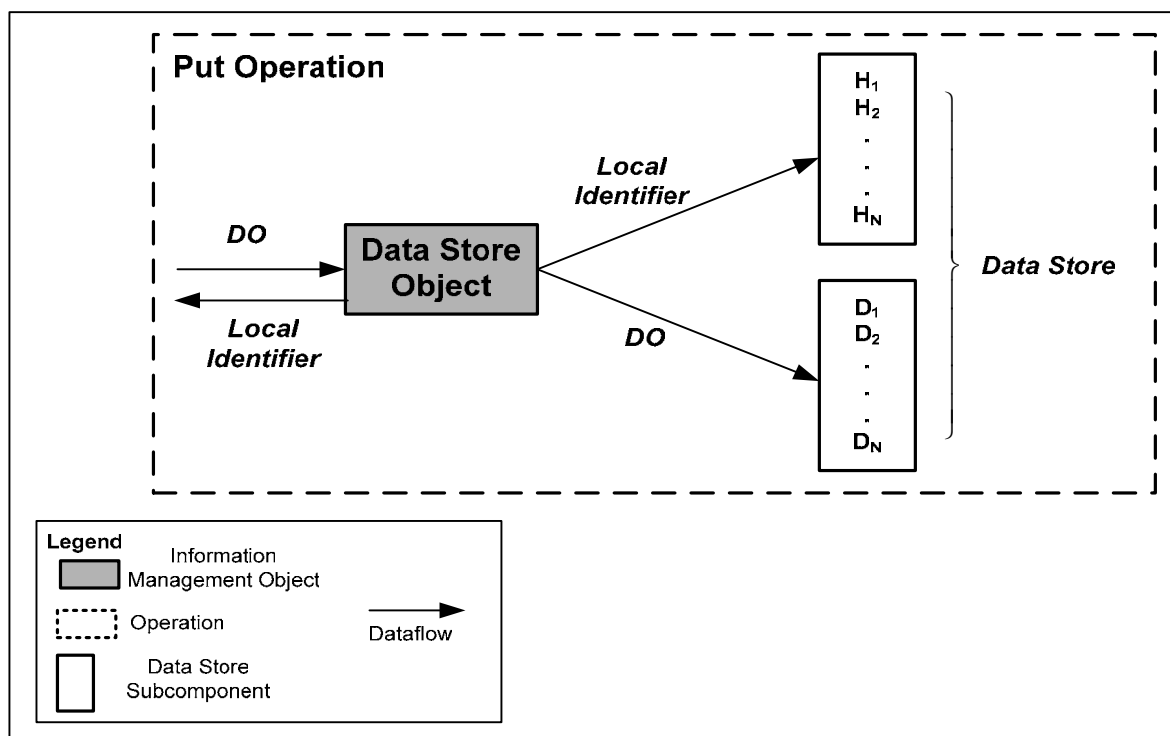 Put Operation
H1
H2
.
.
.
HN
Local
Identifier
DO
Data Store
Object
Data Store
Local
Identifier
DO
D1
D2
.
.
.
DN
Legend
Information
Management Object
Operation
Dataflow
Data Store
Subcomponent